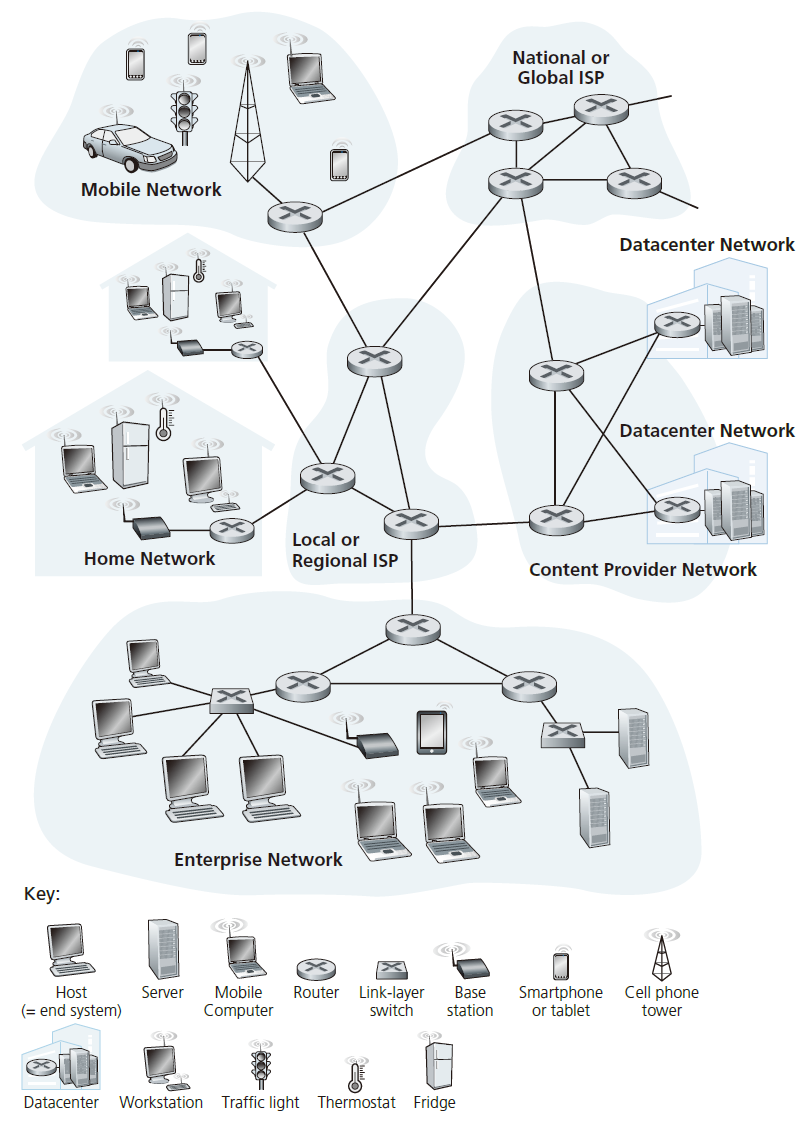 National or
Global ISP
Mobile Network
Datacenter Network
Datacenter Network
Home Network
Local or
Regional ISP
Content Provider Network
Enterprise Network
Key:
Host
(= end system)
Server
Mobile
Computer
Router
Link-layer
switch
Base
station
Smartphone
or tablet
Cell phone
tower
Datacenter
Workstation
Traffic light
Thermostat
Fridge